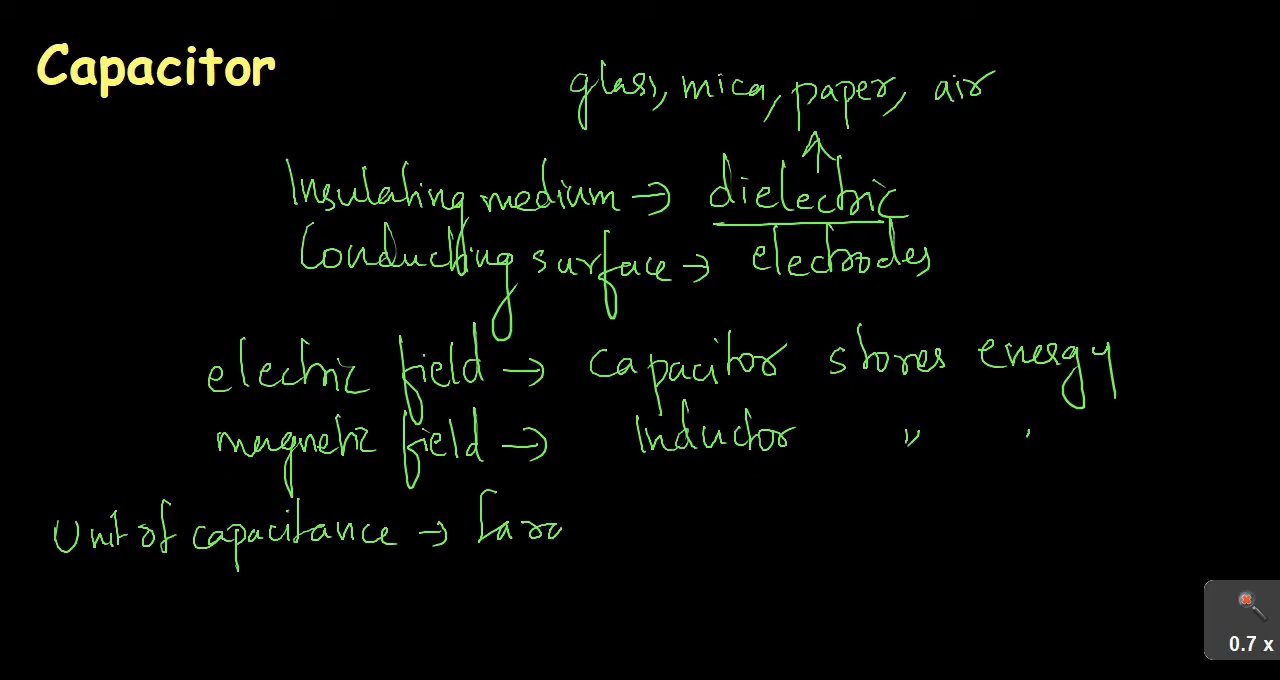 Capacitor
glass, mica, paper, air
Insulating medium → dielectric
Conducting surface → electrodes
electric field → capacitor stores energy
magnetic field → Inductor " "
Unit of capacitance → Fara
0.7 x